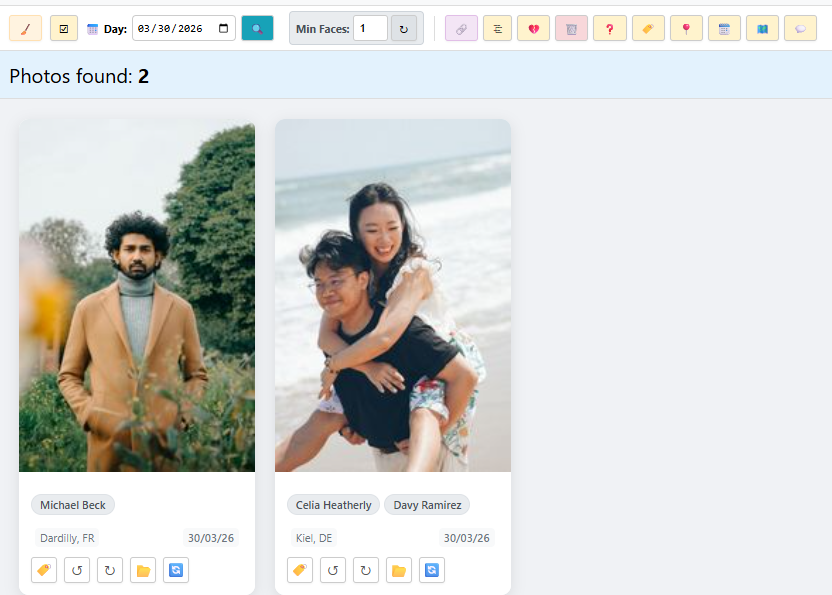 Day: 03/30/2026 Min Faces: 1
Photos found: 2
Michael Beck
Dardilly, FR 30/03/26
Celia Heatherly Davy Ramirez
Kiel, DE 30/03/26